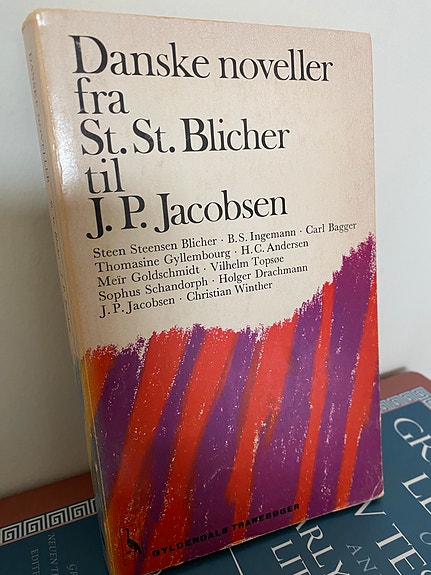 Danske noveller
fra
St. St. Blicher
til
J. P. Jacobsen
Steen Steensen Blicher · B. S. Ingemann · Carl Bagger
Thomasine Gyllembourg · H. C. Andersen
Meïr Goldschmidt · Vilhelm Topsøe
Sophus Schandorph · Holger Drachmann
J. P. Jacobsen · Christian Winther
GYLDENDALS TRANEBØGER